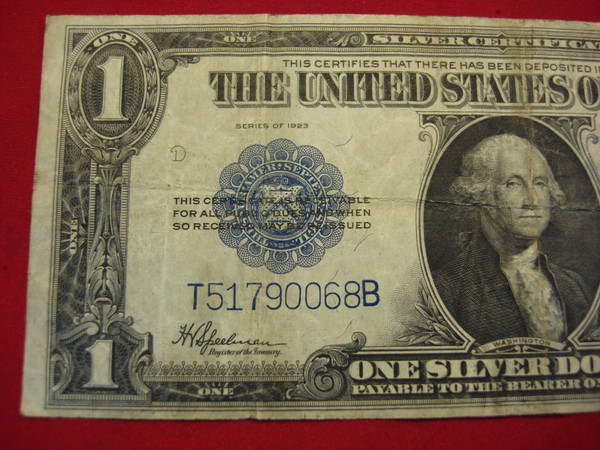 ONE SILVER CERTIFICA
1
THIS CERTIFIES THAT THERE HAS BEEN DEPOSITED I
THE UNITED STATES O
SERIES OF 1923
D
THIS CERTIFICATE IS RECEIVABLE
FOR ALL PUBLIC DUES AND WHEN
SO RECEIVED MAY BE REISSUED
ONE
T51790068B
H V Speelman
Register of the Treasury.
WASHINGTON
1
ONE
ONE SILVER DO
PAYABLE TO THE BEARER O